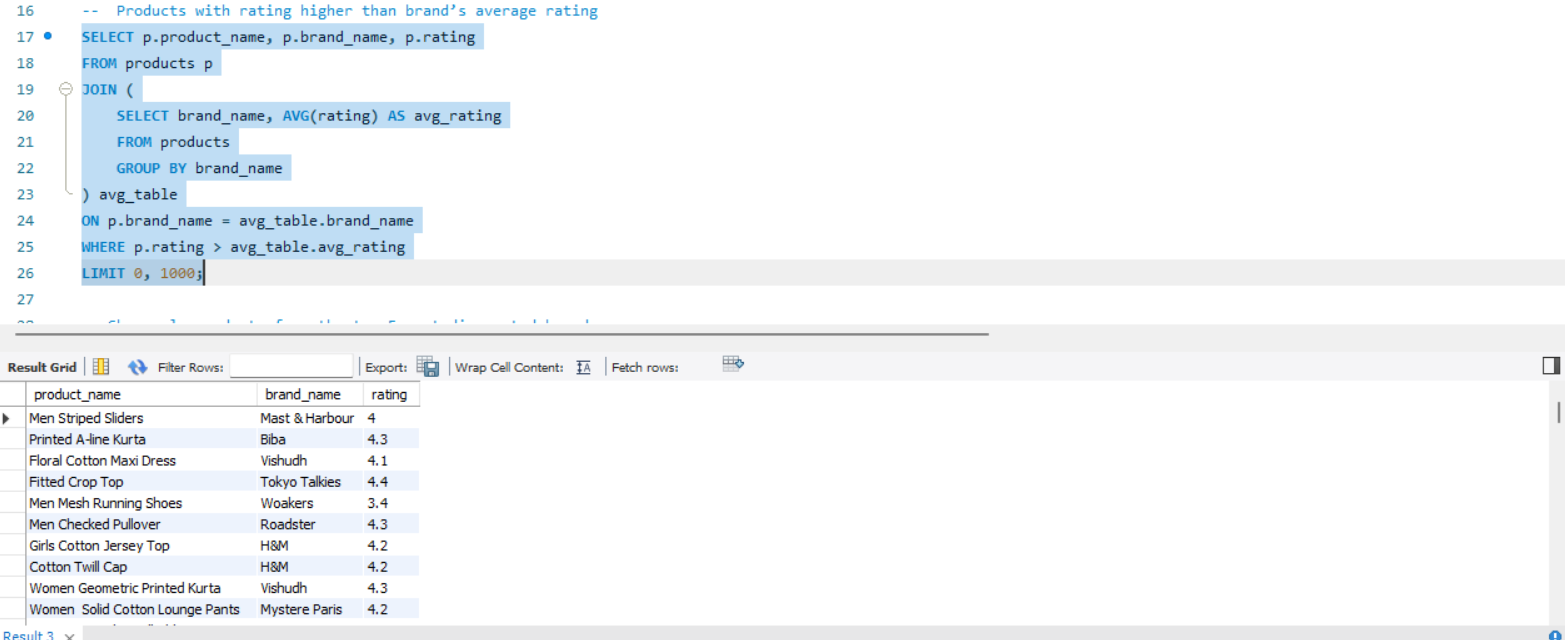 16 -- Products with rating higher than brand’s average rating
17 SELECT p.product_name, p.brand_name, p.rating
18 FROM products p
19 JOIN (
20 SELECT brand_name, AVG(rating) AS avg_rating
21 FROM products
22 GROUP BY brand_name
23 ) avg_table
24 ON p.brand_name = avg_table.brand_name
25 WHERE p.rating > avg_table.avg_rating
26 LIMIT 0, 1000;
27
Result Grid Filter Rows: Export: Wrap Cell Content: IA Fetch rows:
product_name brand_name rating
Men Striped Sliders Mast & Harbour 4
Printed A-line Kurta Biba 4.3
Floral Cotton Maxi Dress Vishudh 4.1
Fitted Crop Top Tokyo Talkies 4.4
Men Mesh Running Shoes Woakers 3.4
Men Checked Pullover Roadster 4.3
Girls Cotton Jersey Top H&M 4.2
Cotton Twill Cap H&M 4.2
Women Geometric Printed Kurta Vishudh 4.3
Women Solid Cotton Lounge Pants Mystere Paris 4.2
Result 3